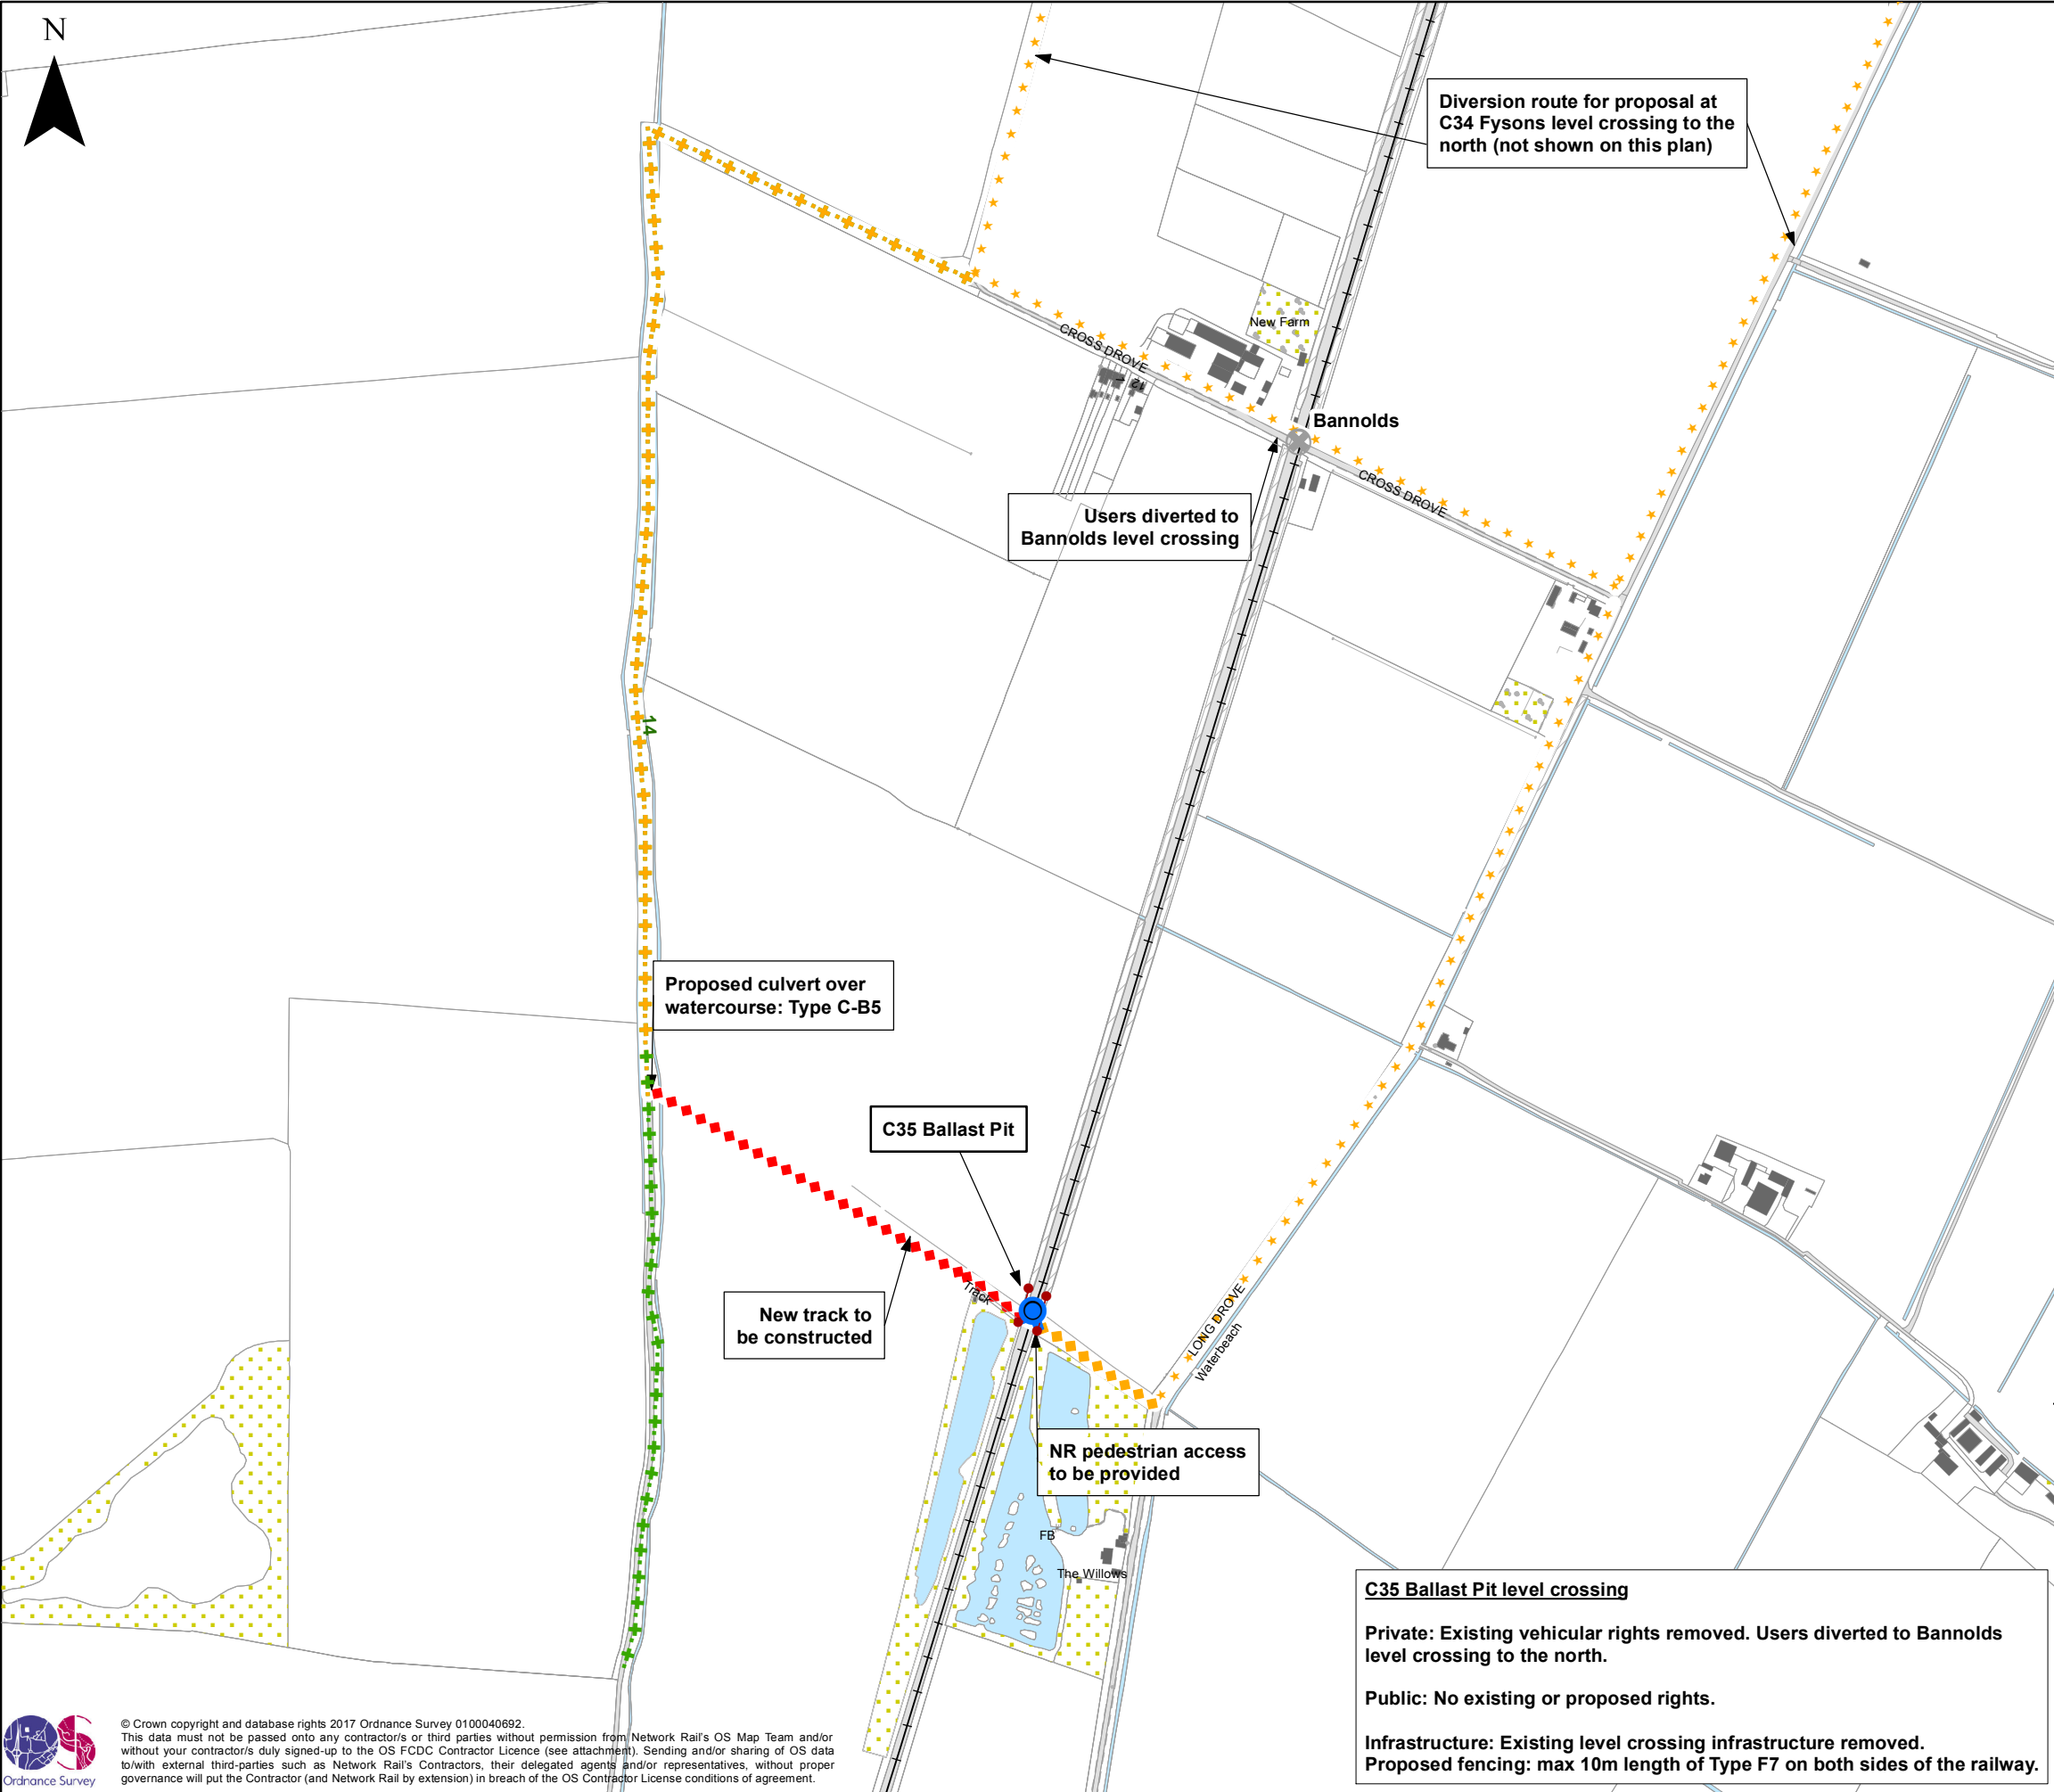 N
Diversion route for proposal at
C34 Fysons level crossing to the
north (not shown on this plan)
New Farm
CROSS DROVE
12
1
Bannolds
CROSS DROVE
Users diverted to
Bannolds level crossing
14
Proposed culvert over
watercourse: Type C-B5
C35 Ballast Pit
Track
New track to
be constructed
LONG DROVE
Waterbeach
NR pedestrian access
to be provided
FB
The Willows
C35 Ballast Pit level crossing
Private: Existing vehicular rights removed. Users diverted to Bannolds
level crossing to the north.
Public: No existing or proposed rights.
Infrastructure: Existing level crossing infrastructure removed.
Proposed fencing: max 10m length of Type F7 on both sides of the railway.
Ordnance Survey
© Crown copyright and database rights 2017 Ordnance Survey 0100040692.
This data must not be passed onto any contractor/s or third parties without permission from Network Rail's OS Map Team and/or
without your contractor/s duly signed-up to the OS FCDC Contractor Licence (see attachment). Sending and/or sharing of OS data
to/with external third-parties such as Network Rail's Contractors, their delegated agents and/or representatives, without proper
governance will put the Contractor (and Network Rail by extension) in breach of the OS Contractor License conditions of agreement.